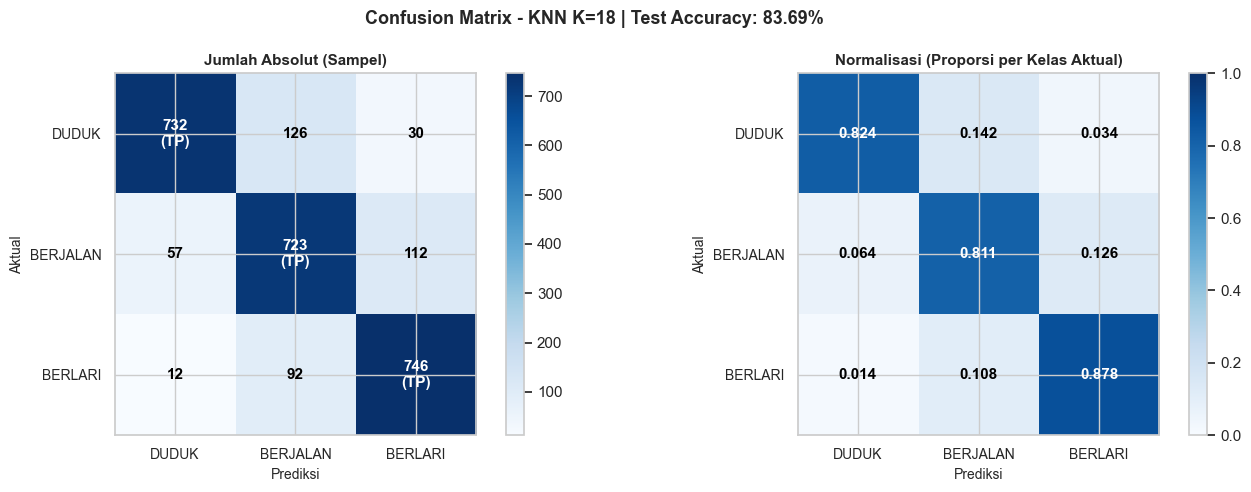 Confusion Matrix - KNN K=18 | Test Accuracy: 83.69%
Jumlah Absolut (Sampel)
Aktual
DUDUK
BERJALAN
BERLARI
732
(TP)
126
30
57
723
(TP)
112
12
92
746
(TP)
DUDUK
BERJALAN
BERLARI
Prediksi
700
600
500
400
300
200
100
Normalisasi (Proporsi per Kelas Aktual)
Aktual
DUDUK
BERJALAN
BERLARI
0.824
0.142
0.034
0.064
0.811
0.126
0.014
0.108
0.878
DUDUK
BERJALAN
BERLARI
Prediksi
1.0
0.8
0.6
0.4
0.2
0.0